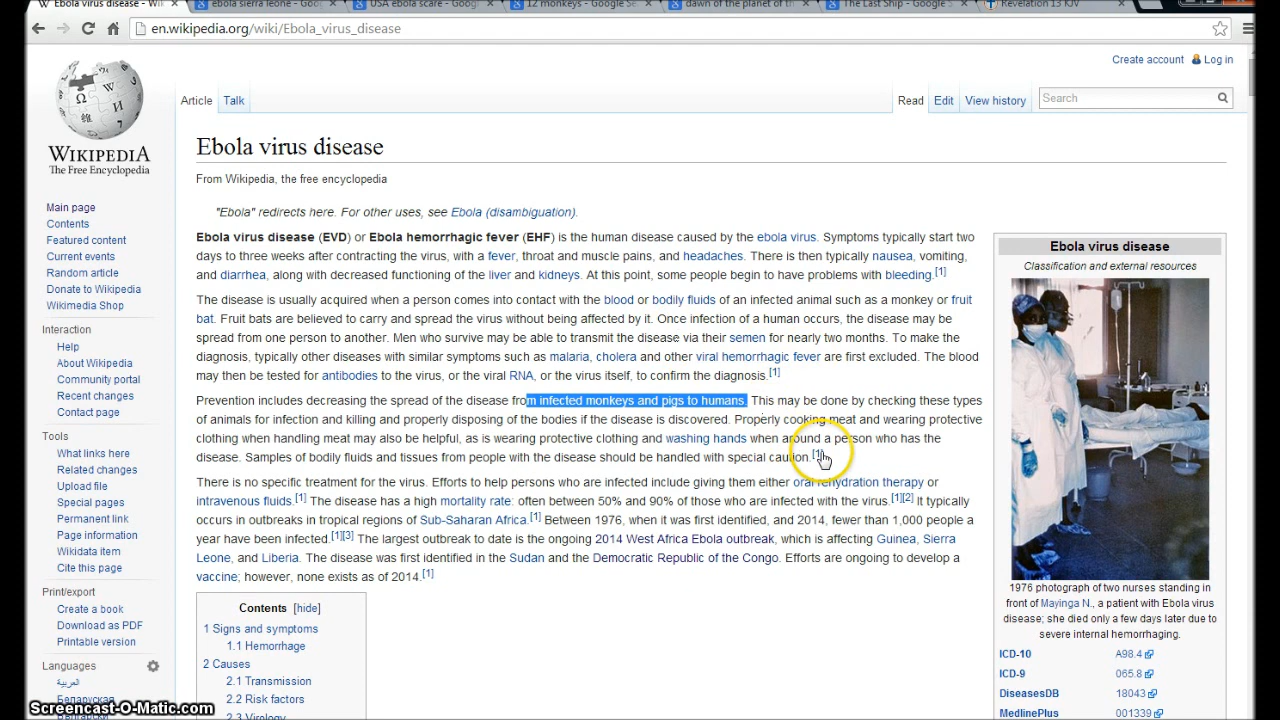 Ebola virus disease - Wik
ebola sierra leone - Goo
USA ebola scare - Goog
12 monkeys - Google Se
dawn of the planet of th
The Last Ship - Google S
Revelation 13 KJV
en.wikipedia.org/wiki/Ebola_virus_disease
Create account Log in
Article Talk Read Edit View history Search
WIKIPEDIA
The Free Encyclopedia
Main page
Contents
Featured content
Current events
Random article
Donate to Wikipedia
Wikimedia Shop
Interaction
Help
About Wikipedia
Community portal
Recent changes
Contact page
Tools
What links here
Related changes
Upload file
Special pages
Permanent link
Page information
Wikidata item
Cite this page
Print/export
Create a book
Download as PDF
Printable version
Languages
العربية
Беларуская
Български
Ebola virus disease
From Wikipedia, the free encyclopedia
"Ebola" redirects here. For other uses, see Ebola (disambiguation).
Ebola virus disease (EVD) or Ebola hemorrhagic fever (EHF) is the human disease caused by the ebola virus. Symptoms typically start two
days to three weeks after contracting the virus, with a fever, throat and muscle pains, and headaches. There is then typically nausea, vomiting,
and diarrhea, along with decreased functioning of the liver and kidneys. At this point, some people begin to have problems with bleeding.[1]
The disease is usually acquired when a person comes into contact with the blood or bodily fluids of an infected animal such as a monkey or fruit
bat. Fruit bats are believed to carry and spread the virus without being affected by it. Once infection of a human occurs, the disease may be
spread from one person to another. Men who survive may be able to transmit the disease via their semen for nearly two months. To make the
diagnosis, typically other diseases with similar symptoms such as malaria, cholera and other viral hemorrhagic fever are first excluded. The blood
may then be tested for antibodies to the virus, or the viral RNA, or the virus itself, to confirm the diagnosis.[1]
Prevention includes decreasing the spread of the disease from infected monkeys and pigs to humans. This may be done by checking these types
of animals for infection and killing and properly disposing of the bodies if the disease is discovered. Properly cooking meat and wearing protective
clothing when handling meat may also be helpful, as is wearing protective clothing and washing hands when around a person who has the
disease. Samples of bodily fluids and tissues from people with the disease should be handled with special caution.[1]
There is no specific treatment for the virus. Efforts to help persons who are infected include giving them either oral rehydration therapy or
intravenous fluids.[1] The disease has a high mortality rate: often between 50% and 90% of those who are infected with the virus.[1][2] It typically
occurs in outbreaks in tropical regions of Sub-Saharan Africa.[1] Between 1976, when it was first identified, and 2014, fewer than 1,000 people a
year have been infected.[1][3] The largest outbreak to date is the ongoing 2014 West Africa Ebola outbreak, which is affecting Guinea, Sierra
Leone, and Liberia. The disease was first identified in the Sudan and the Democratic Republic of the Congo. Efforts are ongoing to develop a
vaccine; however, none exists as of 2014.[1]
Contents [hide]
1 Signs and symptoms
1.1 Hemorrhage
2 Causes
2.1 Transmission
2.2 Risk factors
2.3 Virology
Ebola virus disease
Classification and external resources
1976 photograph of two nurses standing in
front of Mayinga N., a patient with Ebola virus
disease; she died only a few days later due to
severe internal hemorrhaging.
ICD-10 A98.4
ICD-9 065.8
DiseasesDB 18043
MedlinePlus 001339
Screencast-O-Matic.com